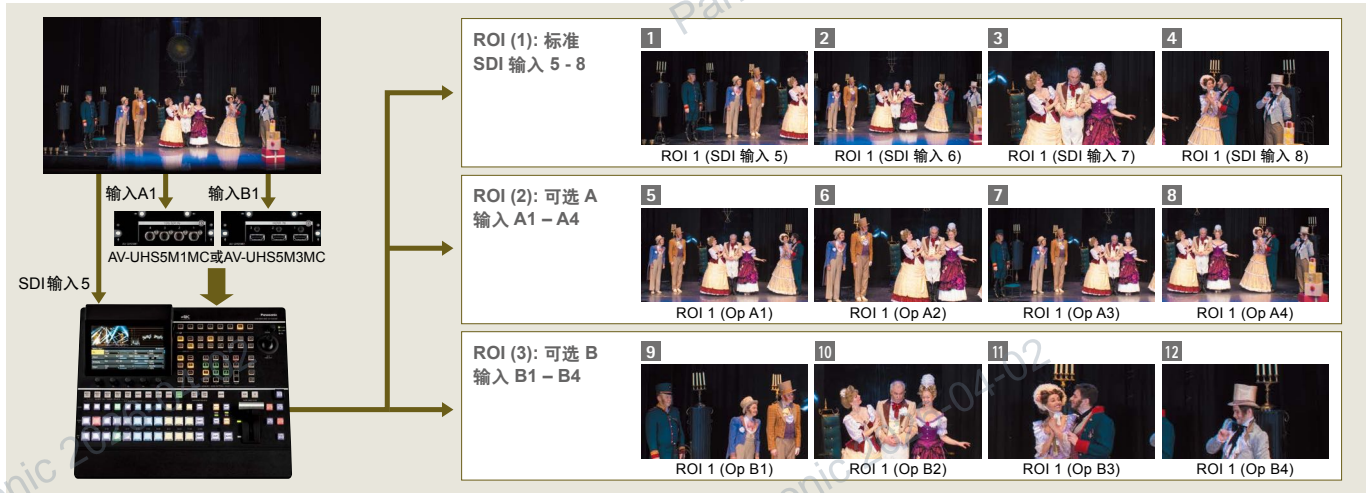 输入A1
输入B1
AV-UHS5M1MC或AV-UHS5M3MC
SDI输入5
Panasonic
ROI (1): 标准
SDI 输入 5 - 8
1
2
3
4
ROI 1 (SDI 输入 5)
ROI 1 (SDI 输入 6)
ROI 1 (SDI 输入 7)
ROI 1 (SDI 输入 8)
ROI (2): 可选 A
输入 A1 – A4
5
6
7
8
ROI 1 (Op A1)
ROI 1 (Op A2)
ROI 1 (Op A3)
ROI 1 (Op A4)
ROI (3): 可选 B
输入 B1 – B4
9
10
11
12
ROI 1 (Op B1)
ROI 1 (Op B2)
ROI 1 (Op B3)
ROI 1 (Op B4)